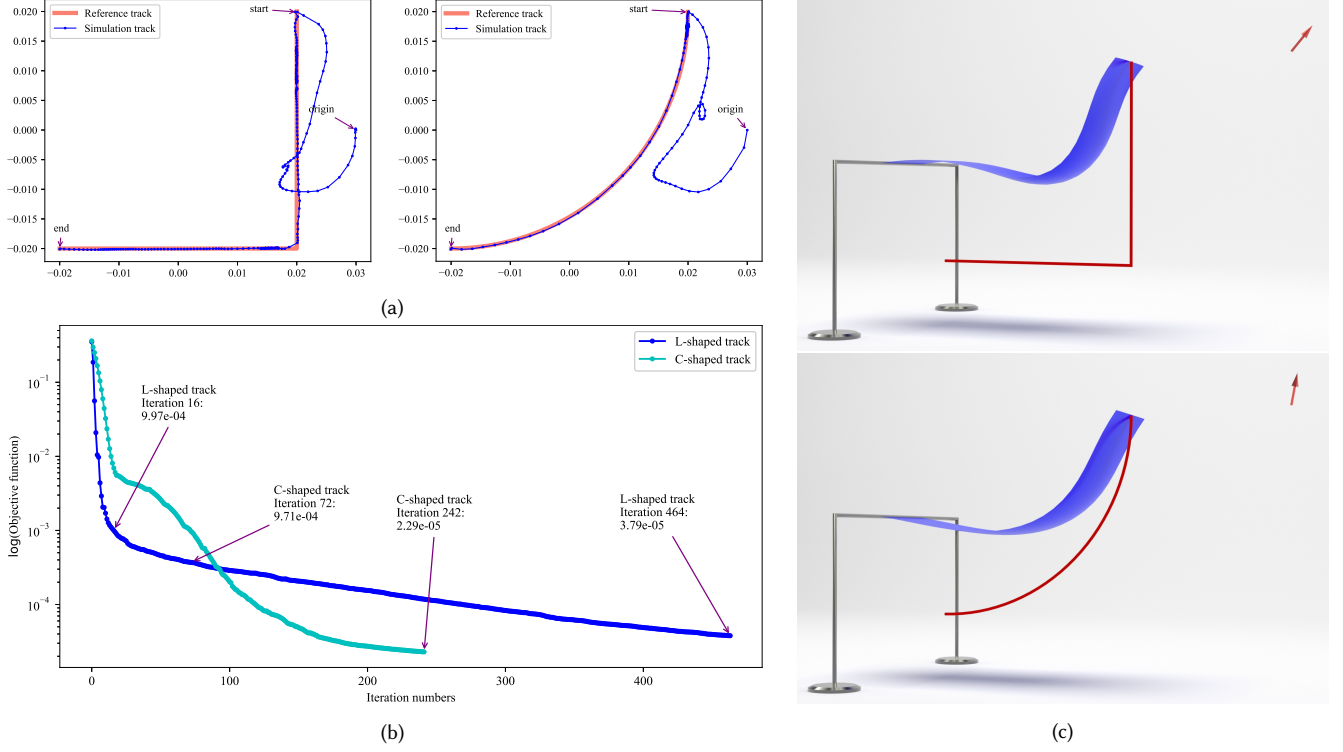 start
Reference track
Simulation track
origin
end
0.020
0.015
0.010
0.005
0.000
−0.005
−0.010
−0.015
−0.020
−0.02
−0.01
0.00
0.01
0.02
0.03
start
Reference track
Simulation track
origin
end
0.020
0.015
0.010
0.005
0.000
−0.005
−0.010
−0.015
−0.020
−0.02
−0.01
0.00
0.01
0.02
0.03
(a)
L-shaped track
C-shaped track
L-shaped track
Iteration 16:
9.97e-04
C-shaped track
Iteration 72:
9.71e-04
C-shaped track
Iteration 242:
2.29e-05
L-shaped track
Iteration 464:
3.79e-05
log(Objective function)
10⁻¹
10⁻²
10⁻³
10⁻⁴
0
100
200
300
400
Iteration numbers
(b)
(c)